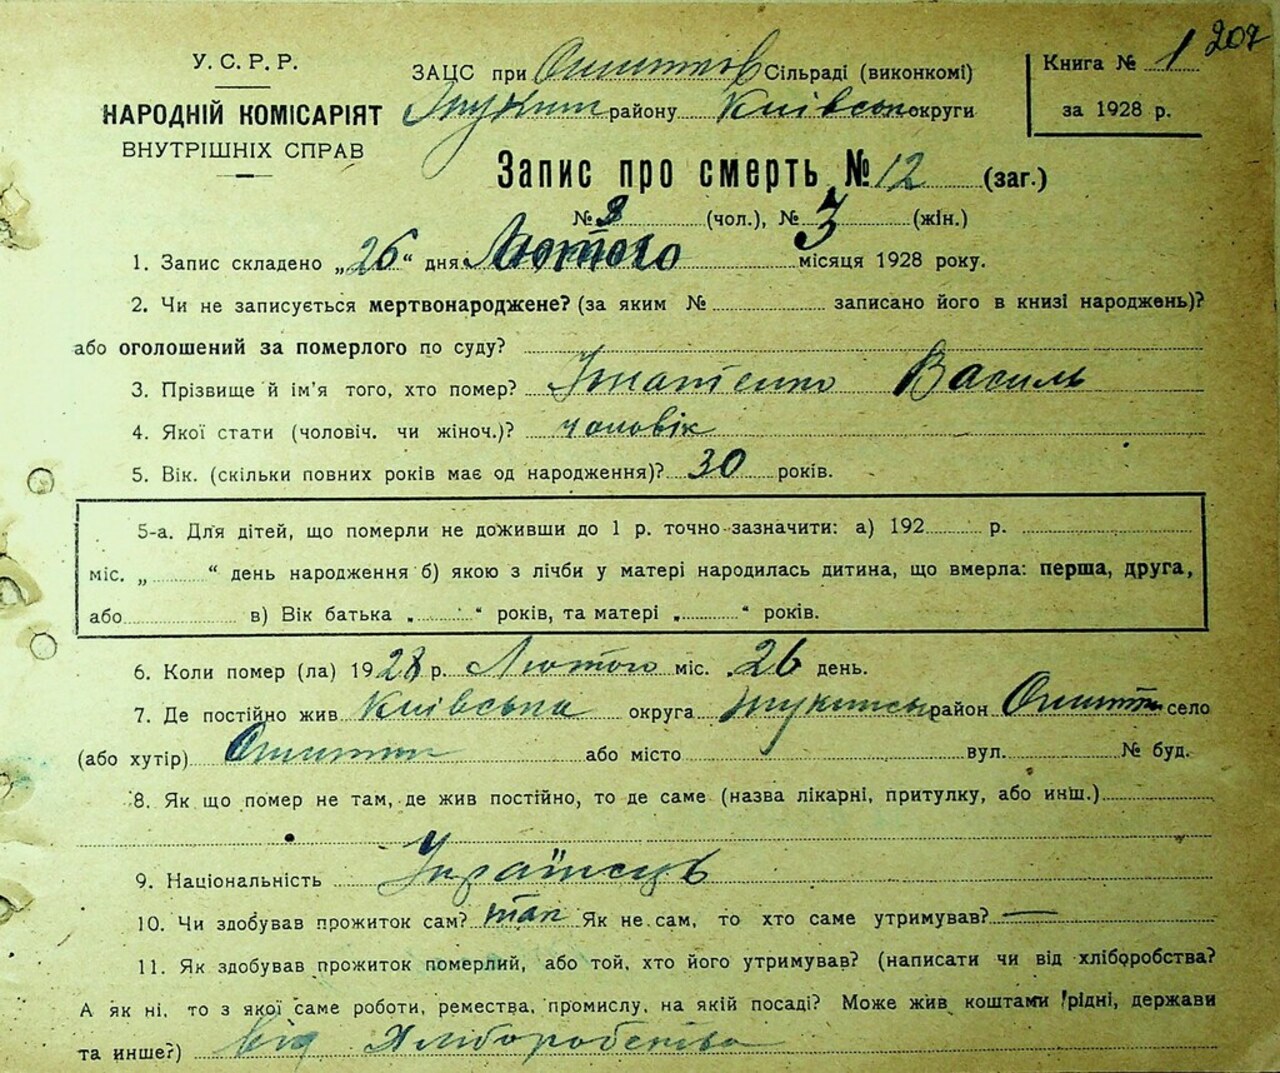 207
У. С. Р. Р.
НАРОДНІЙ КОМІСАРІЯТ
ВНУТРІШНІХ СПРАВ
ЗАЦС при Сільраді (виконкомі)
району Київськ округи
Книга № 1
за 1928 р.
Запис про смерть № 12 (заг.)
№ 9 (чол.), № 3 (жін.)
1. Запис складено „26“ дня Лютого місяця 1928 року.
2. Чи не записується мертвонароджене? (за яким № записано його в книзі народжень)?
або оголошений за померлого по суду?
3. Прізвище й ім'я того, хто помер? Ігнатенко Василь
4. Якої стати (чоловіч. чи жіноч.)? чоловік
5. Вік. (скільки повних років має од народження)? 30 років.
5-а. Для дітей, що померли не доживши до 1 р. точно зазначити: а) 192 р.
міс. „ “ день народження б) якою з лічби у матері народилась дитина, що вмерла: перша, друга,
або в) Вік батька „ “ років, та матері „ “ років.
6. Коли помер (ла) 1928 р. Лютого міс. 26 день.
7. Де постійно жив Київська округа район село
(або хутір) або місто вул. № буд.
8. Як що помер не там, де жив постійно, то де саме (назва лікарні, притулку, або инш.)
9. Національність Українець
10. Чи здобував прожиток сам? так Як не сам, то хто саме утримував? —
11. Як здобував прожиток померлий, або той, хто його утримував? (написати чи від хліборобства?
А як ні, то з якої саме роботи, ремества, промислу, на якій посаді? Може жив коштами рідні, держави
та инше?) від Хліборобства